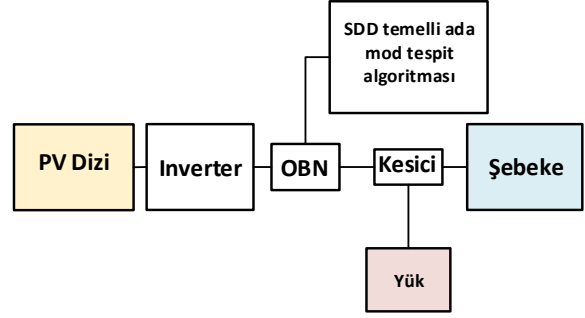 SDD temelli ada
mod tespit
algoritması
PV Dizi
Inverter
OBN
Kesici
Şebeke
Yük